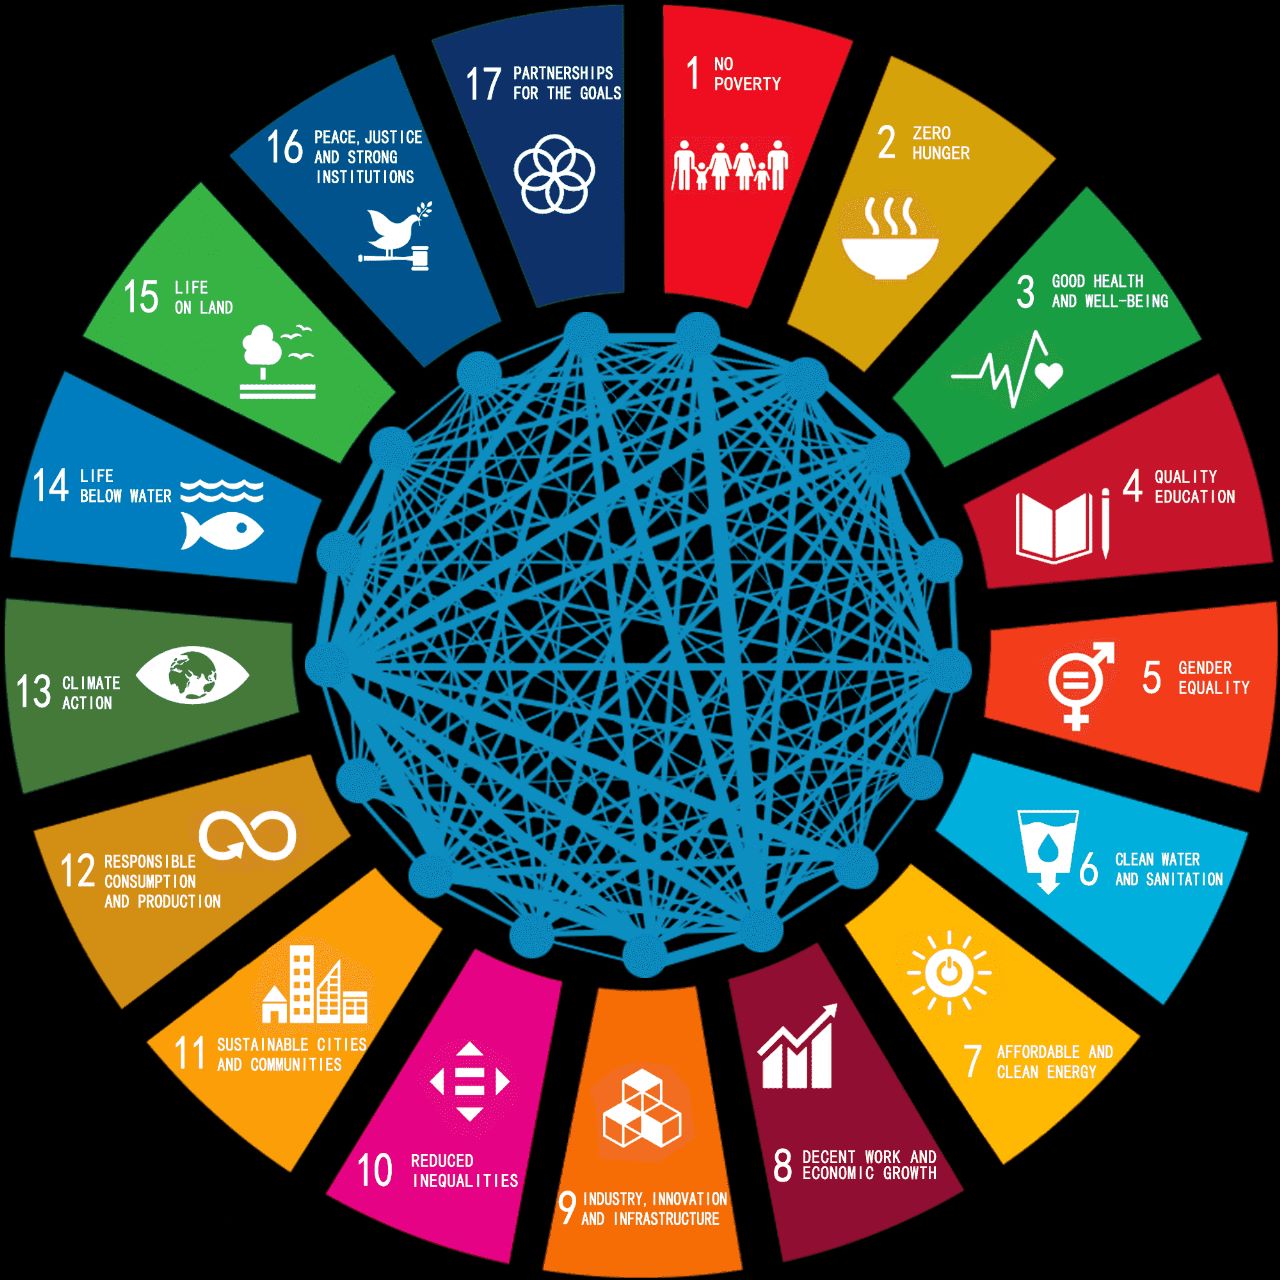 1 NO
POVERTY
2 ZERO
HUNGER
3 GOOD HEALTH
AND WELL-BEING
4 QUALITY
EDUCATION
5 GENDER
EQUALITY
6 CLEAN WATER
AND SANITATION
7 AFFORDABLE AND
CLEAN ENERGY
8 DECENT WORK AND
ECONOMIC GROWTH
9 INDUSTRY, INNOVATION
AND INFRASTRUCTURE
10 REDUCED
INEQUALITIES
11 SUSTAINABLE CITIES
AND COMMUNITIES
12 RESPONSIBLE
CONSUMPTION
AND PRODUCTION
13 CLIMATE
ACTION
14 LIFE
BELOW WATER
15 LIFE
ON LAND
16 PEACE, JUSTICE
AND STRONG
INSTITUTIONS
17 PARTNERSHIPS
FOR THE GOALS